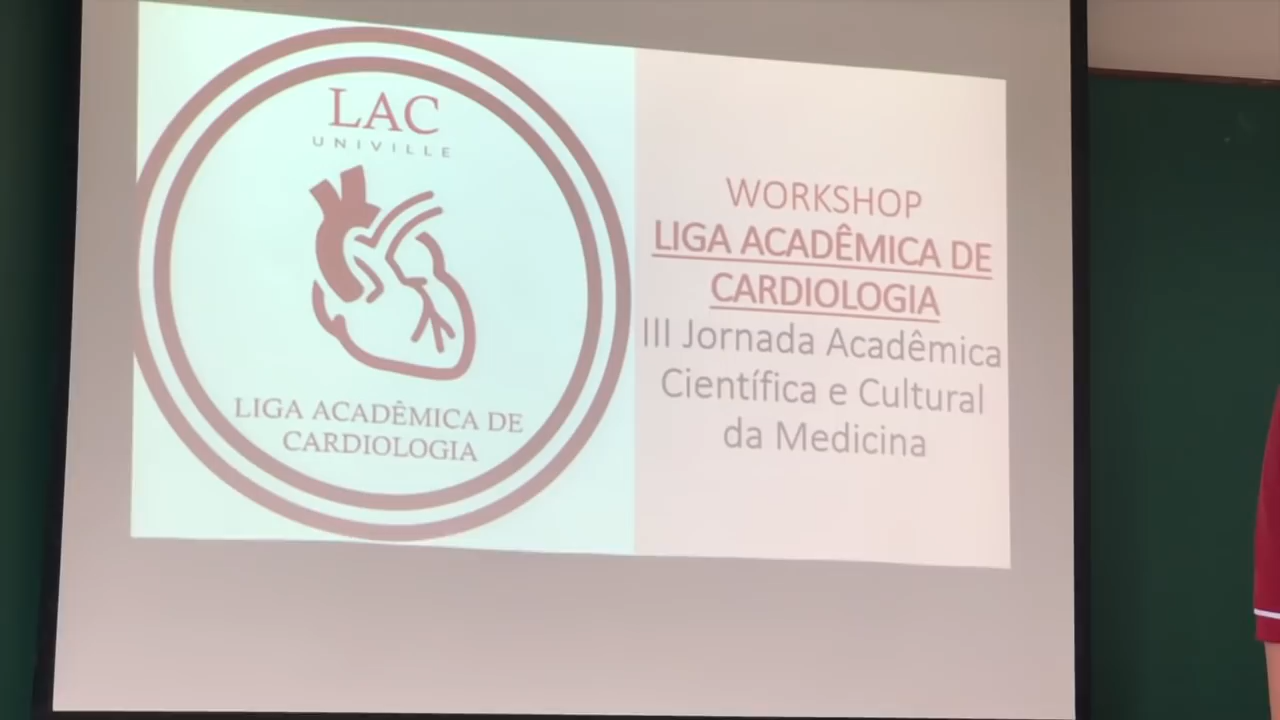 LAC
UNIVILLE
LIGA ACADÊMICA DE
CARDIOLOGIA
WORKSHOP
LIGA ACADÊMICA DE
CARDIOLOGIA
III Jornada Acadêmica
Científica e Cultural
da Medicina